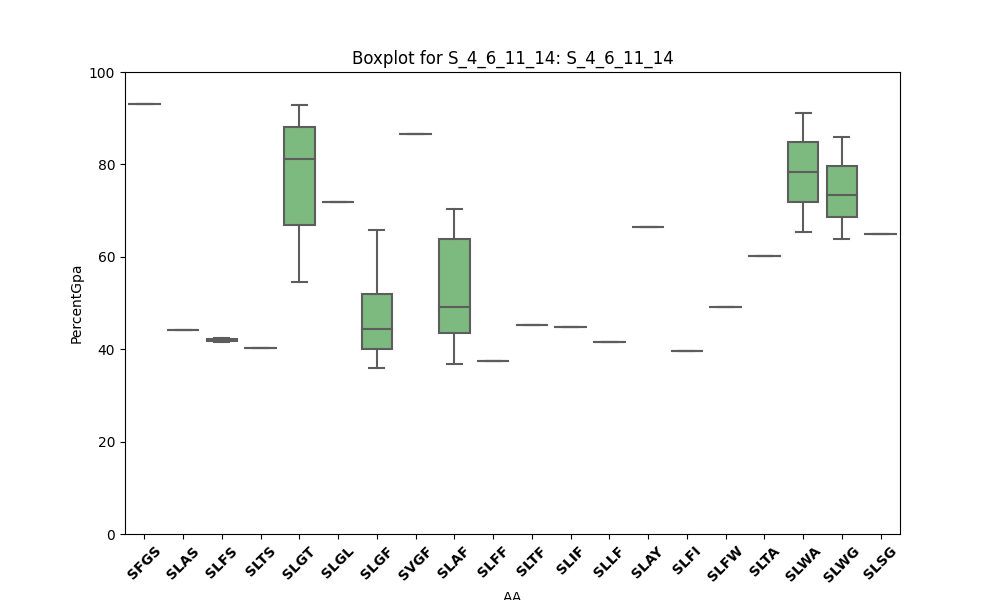 Boxplot for S_4_6_11_14: S_4_6_11_14
100
80
60
40
20
0
PercentGpa
SFGS SLAS SLFS SLTS SLGT SLGL SLGF SVGF SLAF SLFF SLTF SLIF SLLF SLAY SLFI SLFW SLTA SLWA SLWG SLSG
AA